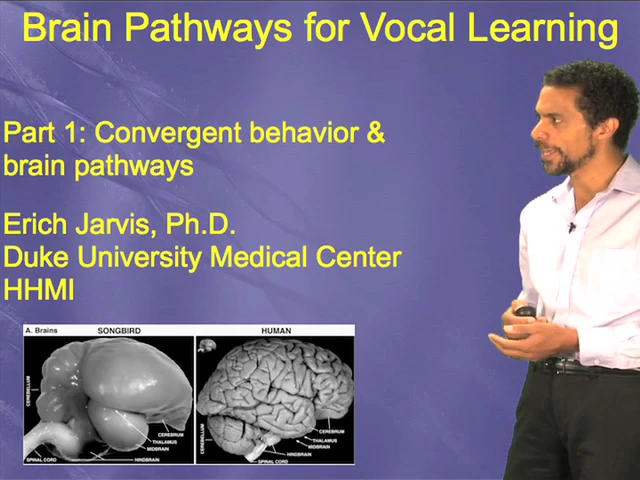 Brain Pathways for Vocal Learning
Part 1: Convergent behavior &
brain pathways
Erich Jarvis, Ph.D.
Duke University Medical Center
HHMI
A. Brains SONGBIRD HUMAN
CEREBELLUM
CEREBRUM
THALAMUS
MIDBRAIN
HINDBRAIN
SPINAL CORD
CEREBELLUM
CEREBRUM
THALAMUS
MIDBRAIN
HINDBRAIN
SPINAL CORD